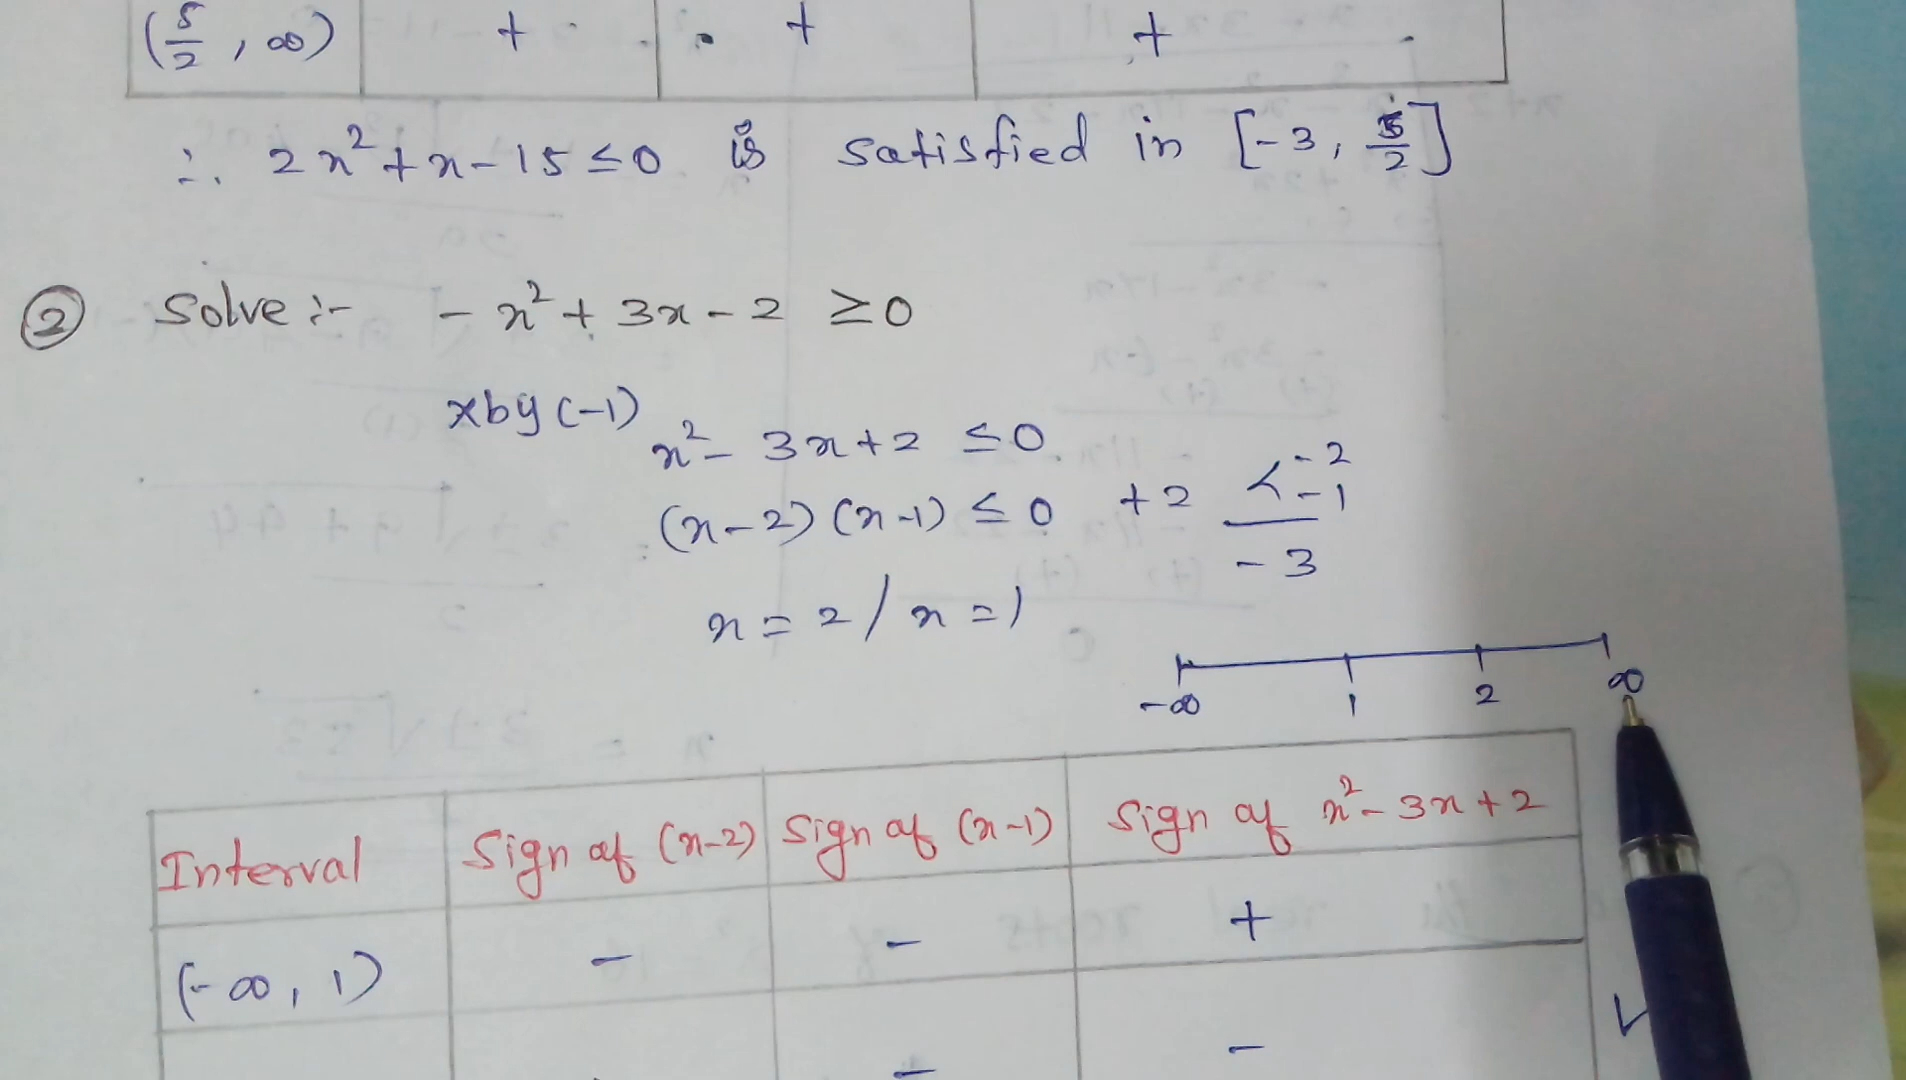 (5/2, ∞) + + +
∴ 2x² + x - 15 ≤ 0 is satisfied in [-3, 5/2]
② Solve :- - x² + 3x - 2 ≥ 0
x by (-1)
x² - 3x + 2 ≤ 0
(x-2) (x-1) ≤ 0 +2 < -2 -1
-3
x = 2 / x = 1
-∞ 1 2 ∞
Interval Sign of (x-2) Sign of (x-1) Sign of x² - 3x + 2
(-∞, 1) - - +
- -